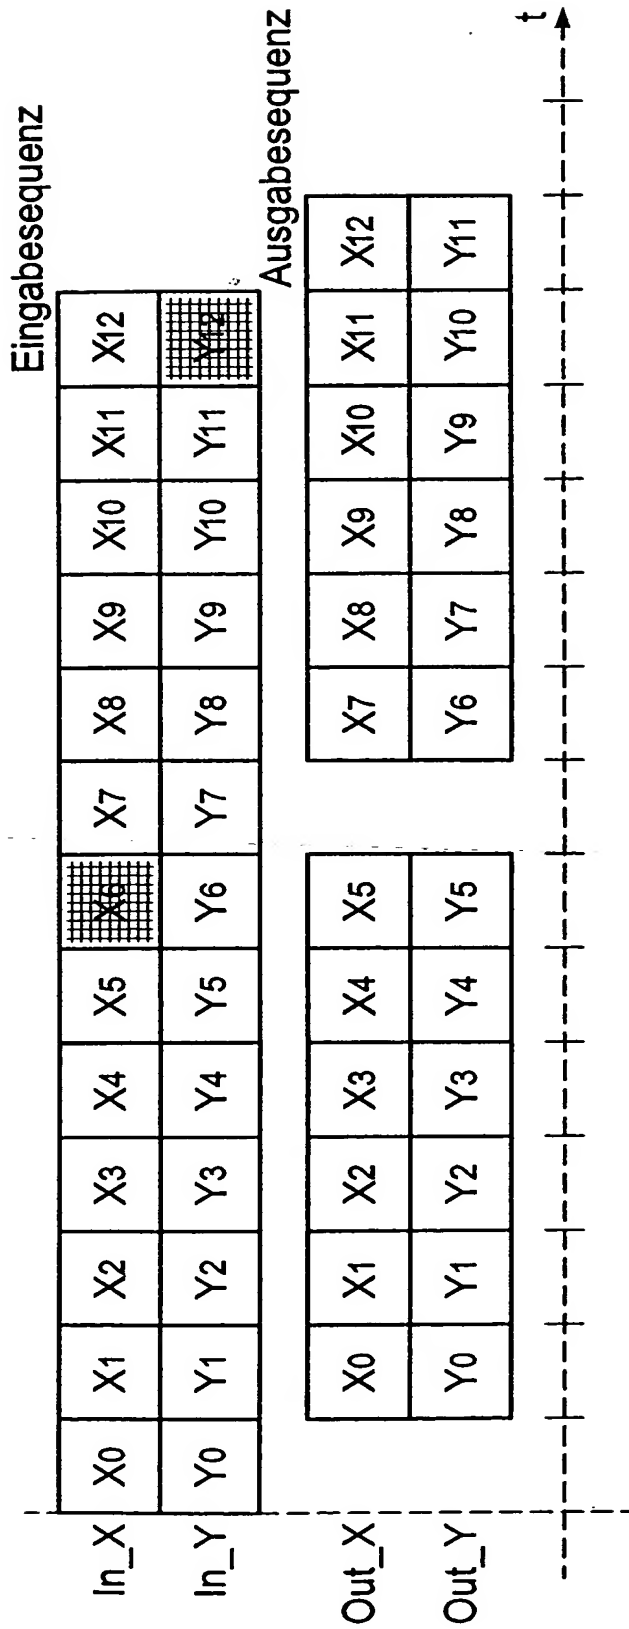 Eingabesequenz
In_X X0 X1 X2 X3 X4 X5 X6 X7 X8 X9 X10 X11 X12
In_Y Y0 Y1 Y2 Y3 Y4 Y5 Y6 Y7 Y8 Y9 Y10 Y11 Y12
Ausgabesequenz
Out_X X0 X1 X2 X3 X4 X5 X7 X8 X9 X10 X11 X12
Out_Y Y0 Y1 Y2 Y3 Y4 Y5 Y6 Y7 Y8 Y9 Y10 Y11
t